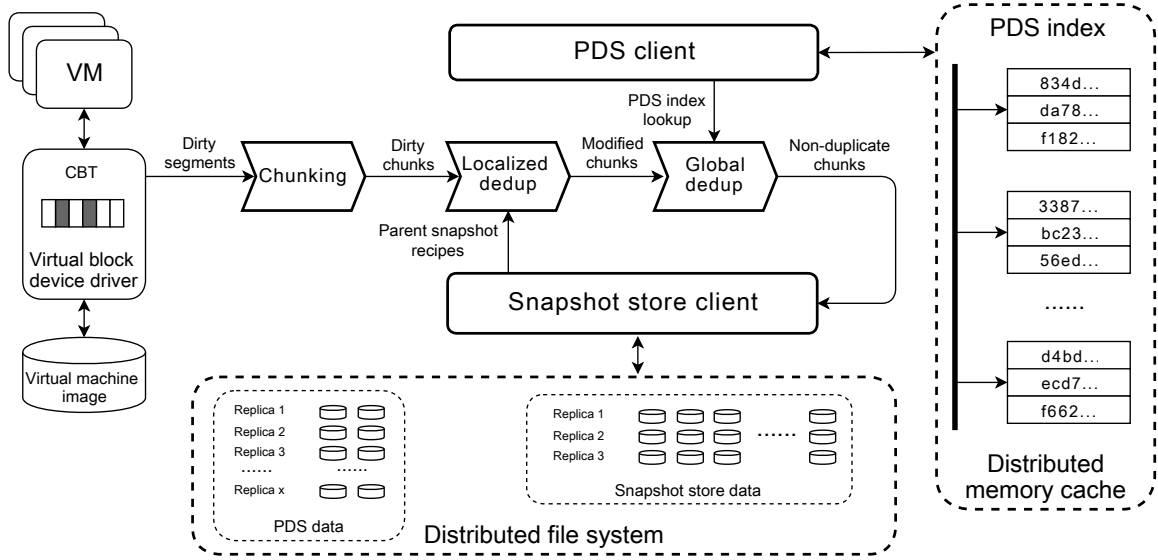 VM
CBT
Virtual block
device driver
Virtual machine
image
Dirty
segments
Chunking
Dirty
chunks
Localized
dedup
Parent snapshot
recipes
Modified
chunks
PDS client
PDS index
lookup
Global
dedup
Non-duplicate
chunks
Snapshot store client
Replica 1
Replica 2
Replica 3
...... ......
Replica x
PDS data
Replica 1
Replica 2 ......
Replica 3
Snapshot store data
Distributed file system
PDS index
834d...
da78...
f182...
3387...
bc23...
56ed...
......
d4bd...
ecd7...
f662...
Distributed
memory cache